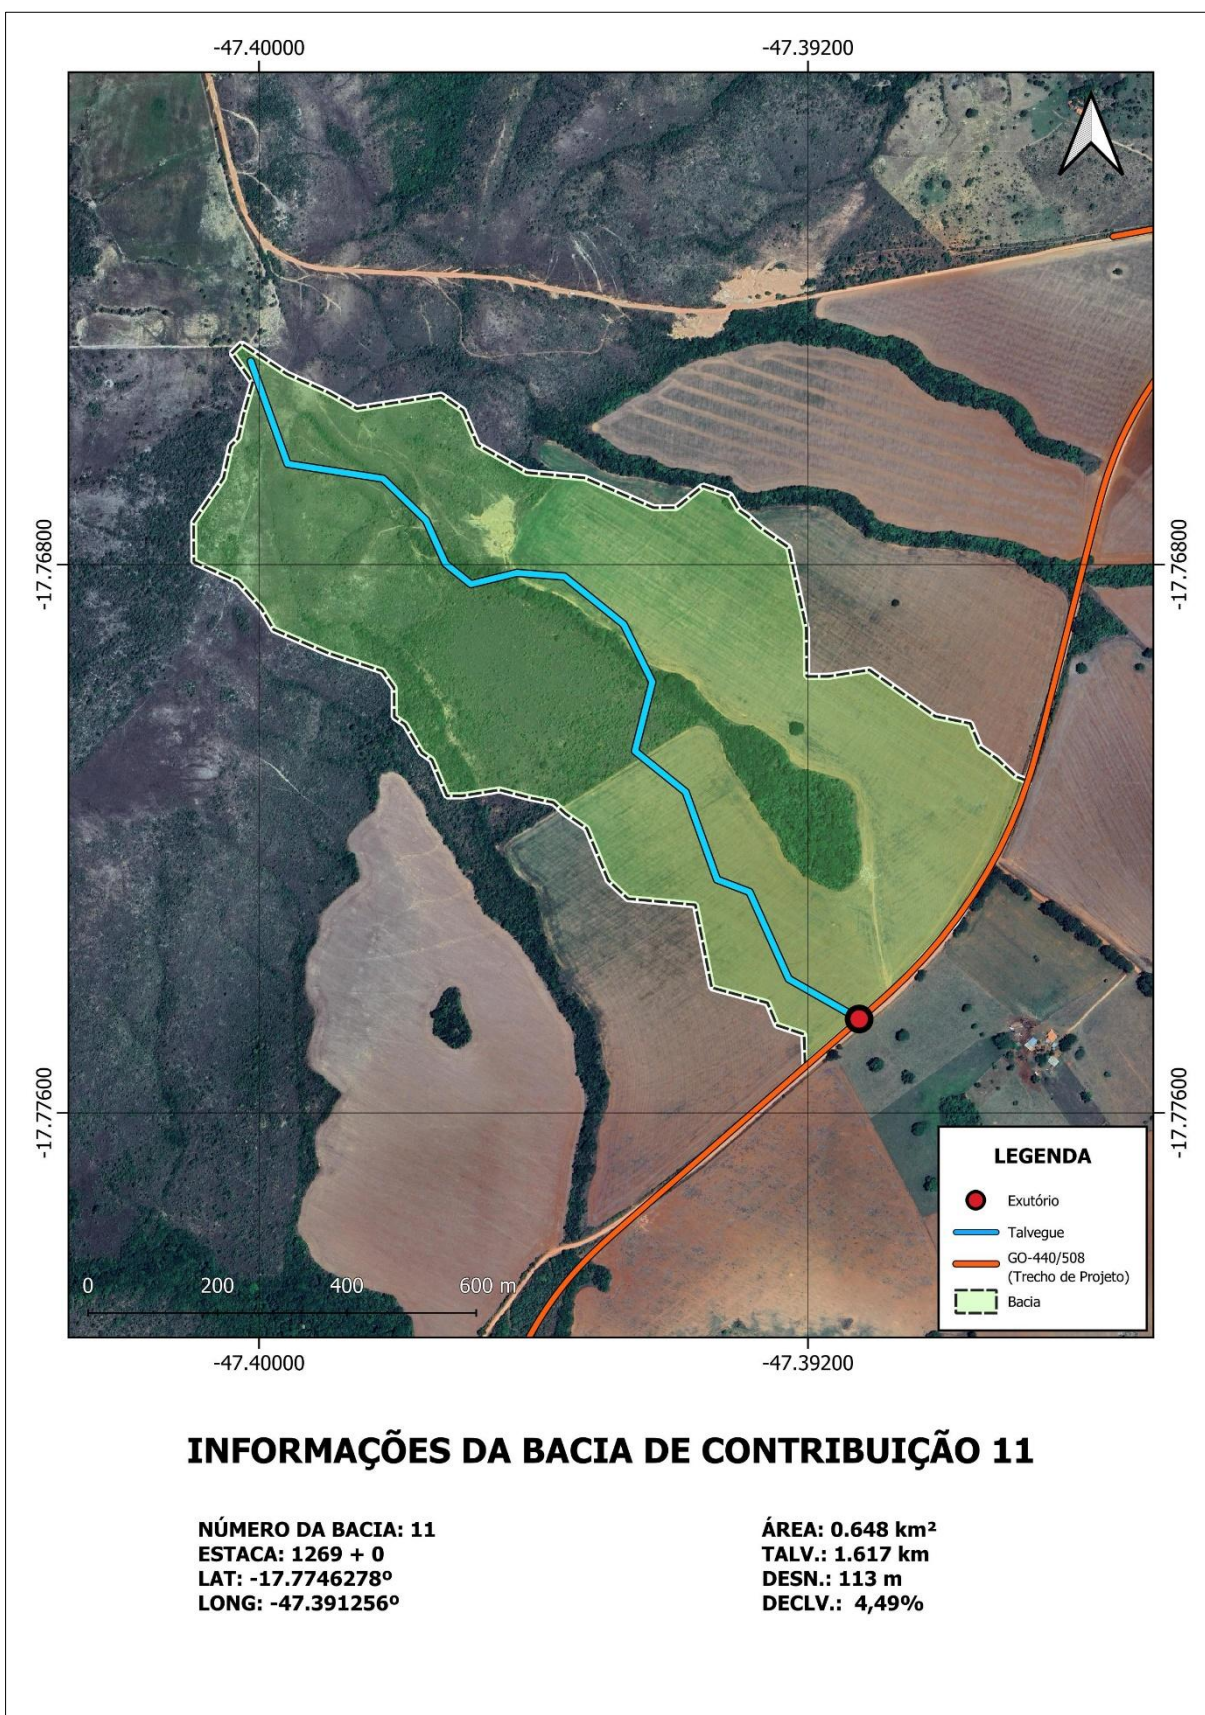 -47.40000
-47.39200
-17.76800
-17.76800
-17.77600
-17.77600
LEGENDA
Exutório
Talvegue
GO-440/508
(Trecho de Projeto)
Bacia
0 200 400 600 m
-47.40000
-47.39200
INFORMAÇÕES DA BACIA DE CONTRIBUIÇÃO 11
NÚMERO DA BACIA: 11
ESTACA: 1269 + 0
LAT: -17.7746278º
LONG: -47.391256º
ÁREA: 0.648 km²
TALV.: 1.617 km
DESN.: 113 m
DECLV.: 4,49%